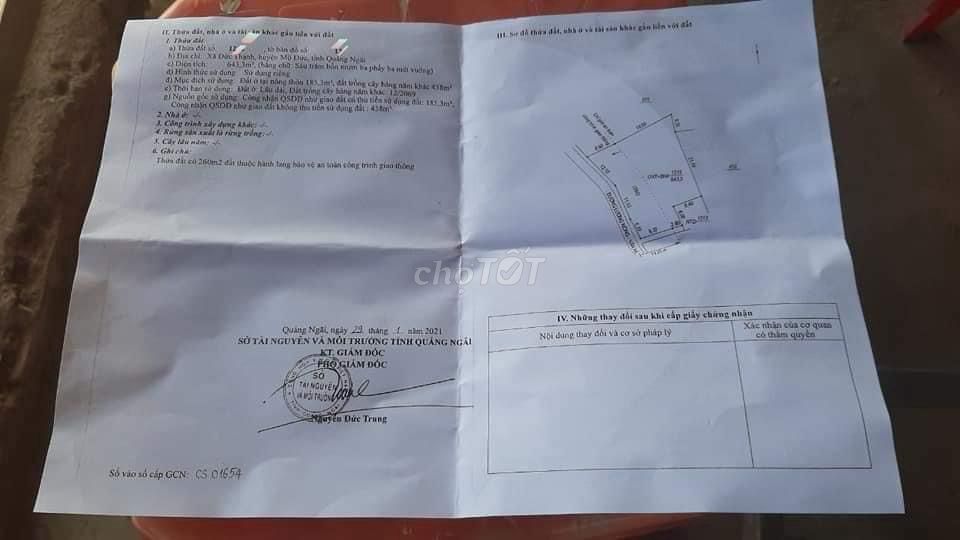 II. Thửa đất, nhà ở và tài sản khác gắn liền với đất
1. Thửa đất:
a) Thửa đất số: 12 , tờ bản đồ số: 1
b) Địa chỉ: Xã Đức Thạnh, huyện Mộ Đức, tỉnh Quảng Ngãi
c) Diện tích: 643,3m², (bằng chữ: Sáu trăm bốn mươi ba phẩy ba mét vuông)
d) Hình thức sử dụng: Sử dụng riêng
đ) Mục đích sử dụng: Đất ở tại nông thôn 185,3m²; đất trồng cây hàng năm khác 458m²
e) Thời hạn sử dụng: Đất ở: Lâu dài, Đất trồng cây hàng năm khác: 12/2069
g) Nguồn gốc sử dụng: Công nhận QSDĐ như giao đất có thu tiền sử dụng đất: 185,3m²,
Công nhận QSDĐ như giao đất không thu tiền sử dụng đất: 458m²
2. Nhà ở: -/-
3. Công trình xây dựng khác: -/-
4. Rừng sản xuất là rừng trồng: -/-
5. Cây lâu năm: -/-
6. Ghi chú:
Thửa đất có 260m2 đất thuộc hành lang bảo vệ an toàn công trình giao thông
Quảng Ngãi, ngày 29 tháng 1 năm 2021
SỞ TÀI NGUYÊN VÀ MÔI TRƯỜNG TỈNH QUẢNG NGÃI
KT. GIÁM ĐỐC
PHÓ GIÁM ĐỐC
SỞ
TÀI NGUYÊN
VÀ MÔI TRƯỜNG
Nguyễn Đức Trung
Số vào sổ cấp GCN: CS 01654
III. Sơ đồ thửa đất, nhà ở và tài sản khác gắn liền với đất
ONT+BHK 1215
643,3
(260)
IV. Những thay đổi sau khi cấp giấy chứng nhận
Nội dung thay đổi và cơ sở pháp lý
Xác nhận của cơ quan
có thẩm quyền
chợTỐT